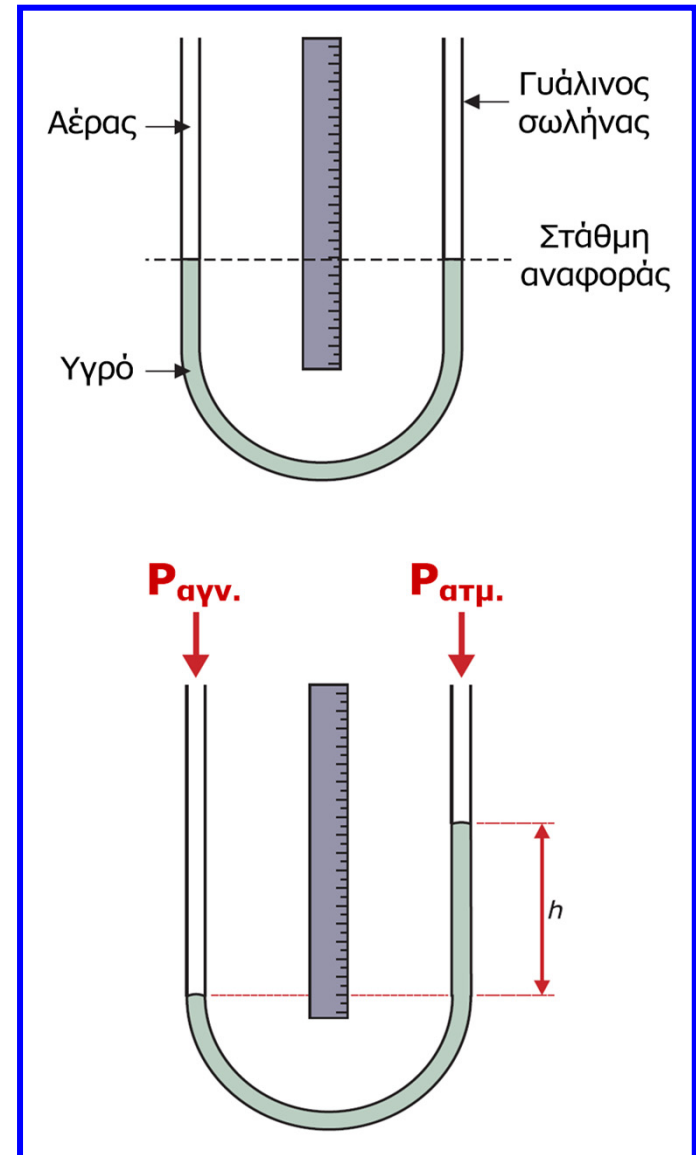 Αέρας
Γυάλινος
σωλήνας
Στάθμη
αναφοράς
Υγρό
Pαγν.
Pατμ.
h